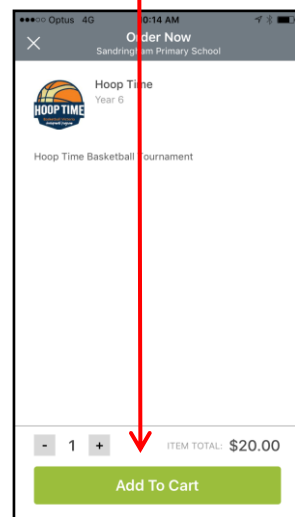 Optus 4G 10:14 AM
Order Now
Sandringham Primary School
Hoop Time
Year 6
HOOP TIME
Hoop Time Basketball Tournament
- 1 + ITEM TOTAL: $20.00
Add To Cart